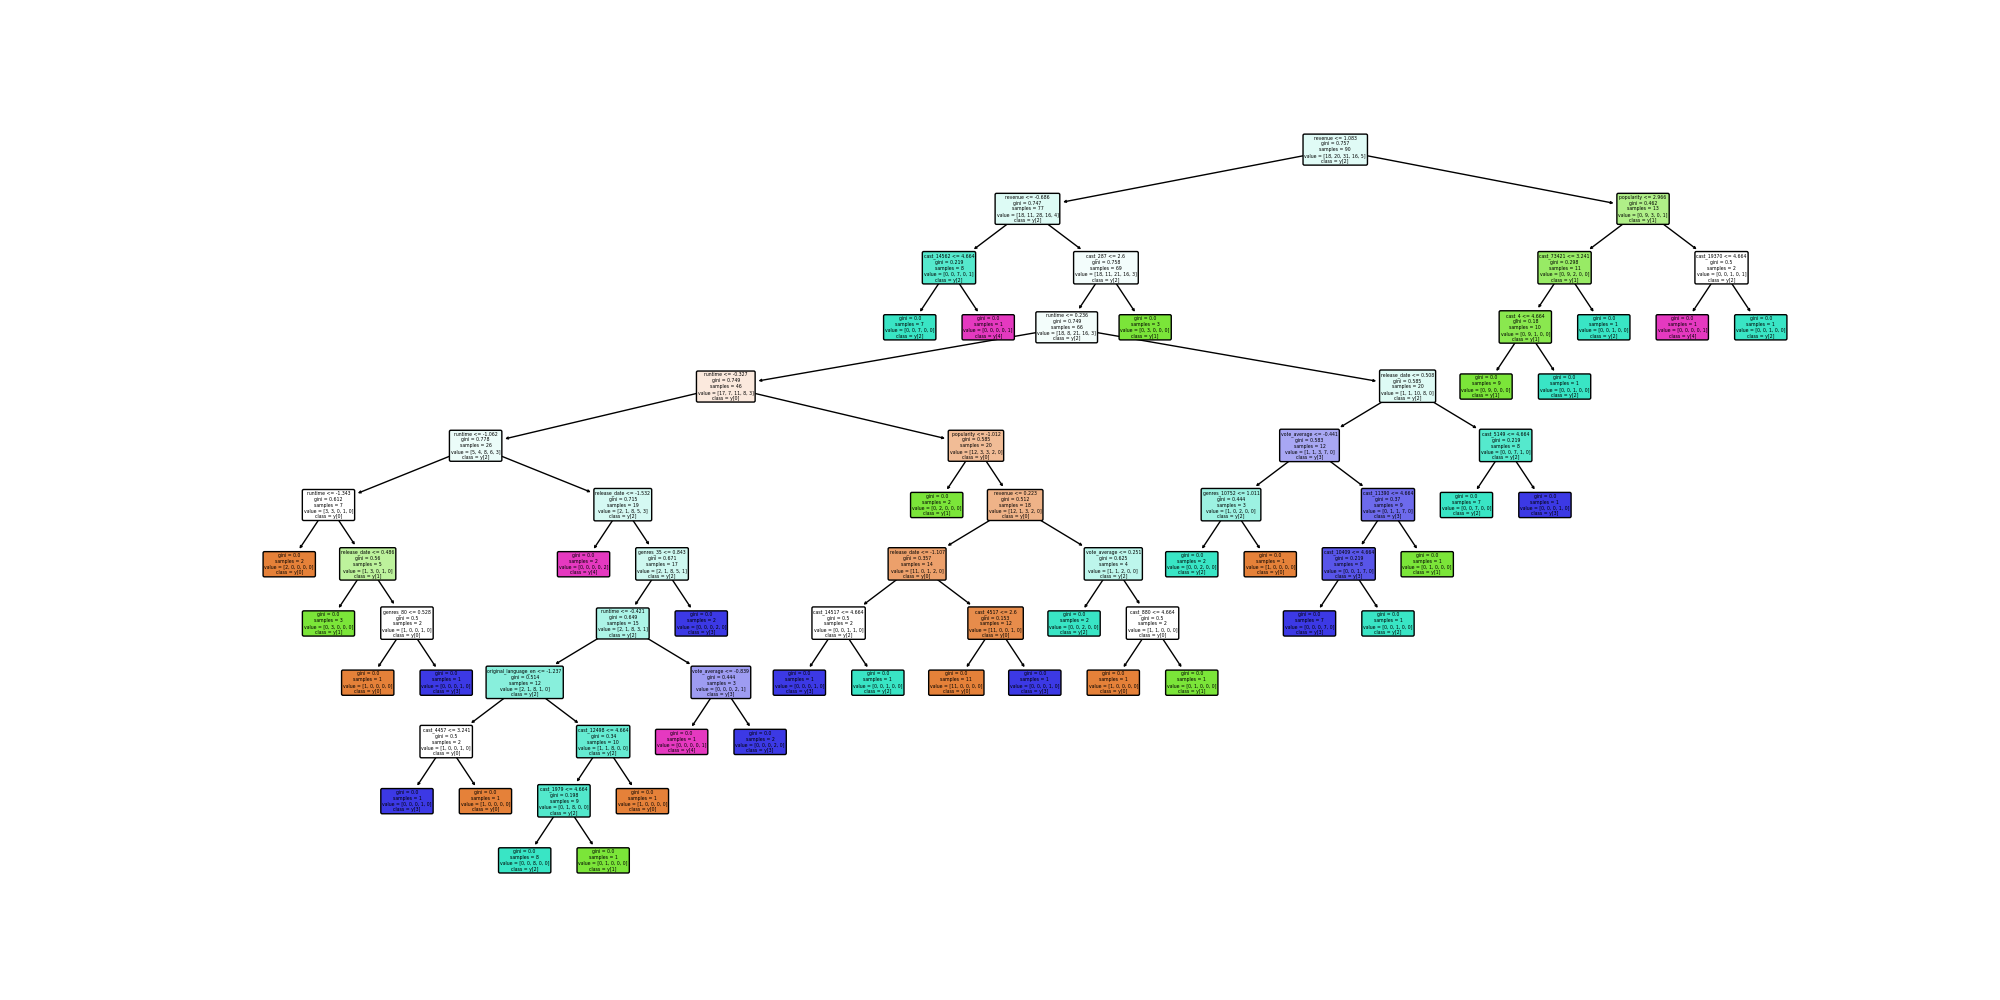 revenue <= 1.083
gini = 0.757
samples = 90
value = [18, 20, 31, 16, 5]
class = y[2]
revenue <= -0.686
gini = 0.747
samples = 77
value = [18, 11, 28, 16, 4]
class = y[2]
popularity <= 2.966
gini = 0.462
samples = 13
value = [0, 9, 3, 0, 1]
class = y[1]
cast_14562 <= 4.664
gini = 0.219
samples = 8
value = [0, 0, 7, 0, 1]
class = y[2]
cast_287 <= 2.6
gini = 0.758
samples = 69
value = [18, 11, 21, 16, 3]
class = y[2]
cast_73421 <= 3.241
gini = 0.298
samples = 11
value = [0, 9, 2, 0, 0]
class = y[1]
cast_19370 <= 4.664
gini = 0.5
samples = 2
value = [0, 0, 1, 0, 1]
class = y[2]
gini = 0.0
samples = 7
value = [0, 0, 7, 0, 0]
class = y[2]
gini = 0.0
samples = 1
value = [0, 0, 0, 0, 1]
class = y[4]
runtime <= 0.236
gini = 0.749
samples = 66
value = [18, 8, 21, 16, 3]
class = y[2]
gini = 0.0
samples = 3
value = [0, 3, 0, 0, 0]
class = y[1]
cast_4 <= 4.664
gini = 0.18
samples = 10
value = [0, 9, 1, 0, 0]
class = y[1]
gini = 0.0
samples = 1
value = [0, 0, 1, 0, 0]
class = y[2]
gini = 0.0
samples = 1
value = [0, 0, 0, 0, 1]
class = y[4]
gini = 0.0
samples = 1
value = [0, 0, 1, 0, 0]
class = y[2]
runtime <= -0.327
gini = 0.749
samples = 46
value = [17, 7, 11, 8, 3]
class = y[0]
release_date <= 0.508
gini = 0.585
samples = 20
value = [1, 1, 10, 8, 0]
class = y[2]
gini = 0.0
samples = 9
value = [0, 9, 0, 0, 0]
class = y[1]
gini = 0.0
samples = 1
value = [0, 0, 1, 0, 0]
class = y[2]
runtime <= -1.062
gini = 0.778
samples = 26
value = [5, 4, 8, 6, 3]
class = y[2]
popularity <= -1.012
gini = 0.585
samples = 20
value = [12, 3, 3, 2, 0]
class = y[0]
vote_average <= -0.441
gini = 0.583
samples = 12
value = [1, 1, 3, 7, 0]
class = y[3]
cast_5149 <= 4.664
gini = 0.219
samples = 8
value = [0, 0, 7, 1, 0]
class = y[2]
runtime <= -1.343
gini = 0.612
samples = 7
value = [3, 3, 0, 1, 0]
class = y[0]
release_date <= -1.532
gini = 0.715
samples = 19
value = [2, 1, 8, 5, 3]
class = y[2]
gini = 0.0
samples = 2
value = [0, 2, 0, 0, 0]
class = y[1]
revenue <= 0.223
gini = 0.512
samples = 18
value = [12, 1, 3, 2, 0]
class = y[0]
genres_10752 <= 1.011
gini = 0.444
samples = 3
value = [1, 0, 2, 0, 0]
class = y[2]
cast_11390 <= 4.664
gini = 0.37
samples = 9
value = [0, 1, 1, 7, 0]
class = y[3]
gini = 0.0
samples = 7
value = [0, 0, 7, 0, 0]
class = y[2]
gini = 0.0
samples = 1
value = [0, 0, 0, 1, 0]
class = y[3]
gini = 0.0
samples = 2
value = [2, 0, 0, 0, 0]
class = y[0]
release_date <= 0.486
gini = 0.56
samples = 5
value = [1, 3, 0, 1, 0]
class = y[1]
gini = 0.0
samples = 2
value = [0, 0, 0, 0, 2]
class = y[4]
genres_35 <= 0.843
gini = 0.671
samples = 17
value = [2, 1, 8, 5, 1]
class = y[2]
release_date <= -1.107
gini = 0.357
samples = 14
value = [11, 0, 1, 2, 0]
class = y[0]
vote_average <= 0.251
gini = 0.625
samples = 4
value = [1, 1, 2, 0, 0]
class = y[2]
gini = 0.0
samples = 2
value = [0, 0, 2, 0, 0]
class = y[2]
gini = 0.0
samples = 1
value = [1, 0, 0, 0, 0]
class = y[0]
gini = 0.219
samples = 8
value = [0, 0, 1, 7, 0]
class = y[3]
gini = 0.0
samples = 1
value = [0, 1, 0, 0, 0]
class = y[1]
gini = 0.0
samples = 3
value = [0, 3, 0, 0, 0]
class = y[1]
genres_80 <= 0.528
gini = 0.5
samples = 2
value = [1, 0, 0, 1, 0]
class = y[0]
runtime <= -0.421
gini = 0.649
samples = 15
value = [2, 1, 8, 3, 1]
class = y[2]
gini = 0.0
samples = 2
value = [0, 0, 0, 2, 0]
class = y[3]
cast_14517 <= 4.664
gini = 0.5
samples = 2
value = [0, 0, 1, 1, 0]
class = y[2]
cast_4517 <= 2.6
gini = 0.153
samples = 12
value = [11, 0, 0, 1, 0]
class = y[0]
gini = 0.0
samples = 2
value = [0, 0, 2, 0, 0]
class = y[2]
cast_880 <= 4.664
gini = 0.5
samples = 2
value = [1, 1, 0, 0, 0]
class = y[0]
gini = 0.0
samples = 7
value = [0, 0, 0, 7, 0]
class = y[3]
gini = 0.0
samples = 1
value = [0, 0, 1, 0, 0]
class = y[2]
gini = 0.0
samples = 1
value = [1, 0, 0, 0, 0]
class = y[0]
gini = 0.0
samples = 1
value = [0, 0, 0, 1, 0]
class = y[3]
original_language_en <= -1.237
gini = 0.514
samples = 12
value = [2, 1, 8, 1, 0]
class = y[2]
vote_average <= -0.839
gini = 0.444
samples = 3
value = [0, 0, 0, 2, 1]
class = y[3]
gini = 0.0
samples = 1
value = [0, 0, 0, 1, 0]
class = y[3]
gini = 0.0
samples = 1
value = [0, 0, 1, 0, 0]
class = y[2]
gini = 0.0
samples = 11
value = [11, 0, 0, 0, 0]
class = y[0]
gini = 0.0
samples = 1
value = [0, 0, 0, 1, 0]
class = y[3]
gini = 0.0
samples = 1
value = [1, 0, 0, 0, 0]
class = y[0]
gini = 0.0
samples = 1
value = [0, 1, 0, 0, 0]
class = y[1]
cast_4457 <= 3.241
gini = 0.5
samples = 2
value = [1, 0, 0, 1, 0]
class = y[0]
cast_12498 <= 4.664
gini = 0.34
samples = 10
value = [1, 1, 8, 0, 0]
class = y[2]
gini = 0.0
samples = 1
value = [0, 0, 0, 0, 1]
class = y[4]
gini = 0.0
samples = 2
value = [0, 0, 0, 2, 0]
class = y[3]
gini = 0.0
samples = 1
value = [0, 0, 0, 1, 0]
class = y[3]
gini = 0.0
samples = 1
value = [1, 0, 0, 0, 0]
class = y[0]
cast_1979 <= 4.664
gini = 0.198
samples = 9
value = [0, 1, 8, 0, 0]
class = y[2]
gini = 0.0
samples = 1
value = [1, 0, 0, 0, 0]
class = y[0]
gini = 0.0
samples = 8
value = [0, 0, 8, 0, 0]
class = y[2]
gini = 0.0
samples = 1
value = [0, 1, 0, 0, 0]
class = y[1]